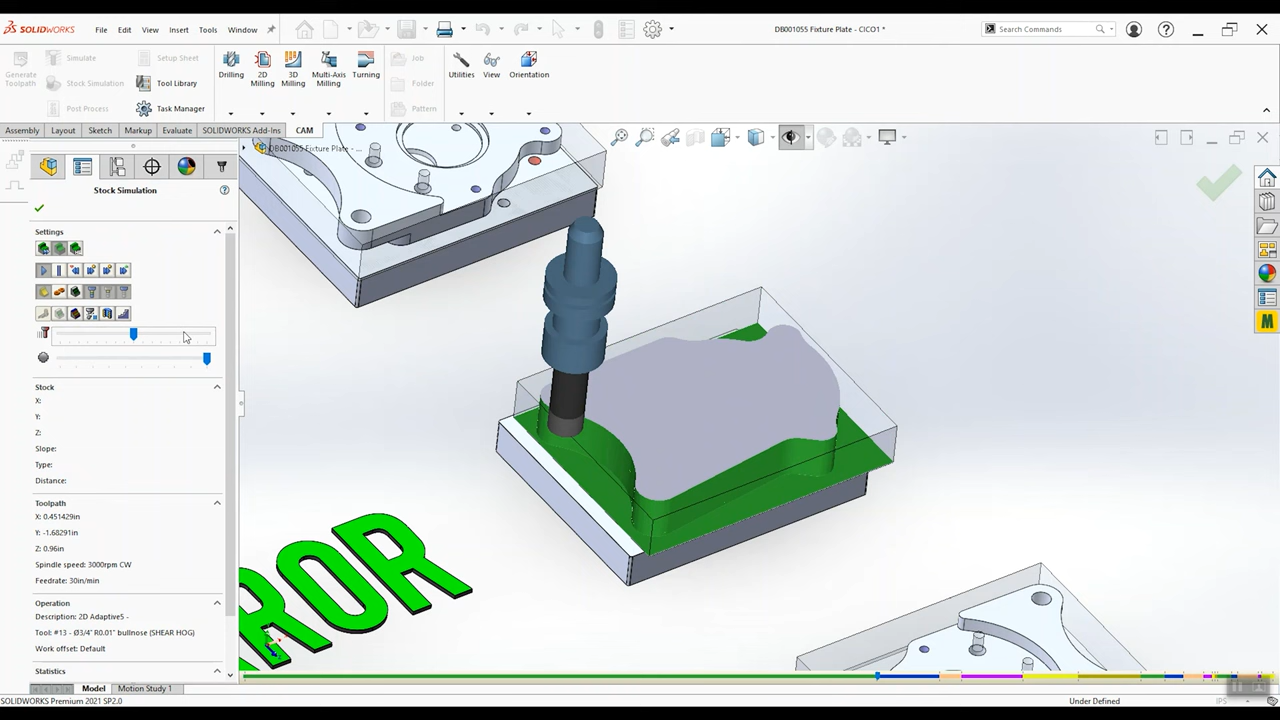 SOLIDWORKS File Edit View Insert Tools Window DB001055 Fixture Plate - CICO1 * Search Commands
Generate Toolpath
Simulate
Stock Simulation
Post Process
Setup Sheet
Tool Library
Task Manager
Drilling
2D Milling
3D Milling
Multi-Axis Milling
Turning
Job
Folder
Pattern
Utilities
View
Orientation
Assembly Layout Sketch Markup Evaluate SOLIDWORKS Add-Ins CAM
DB001055 Fixture Plate - ...
Stock Simulation
Settings
Stock
X:
Y:
Z:
Slope:
Type:
Distance:
Toolpath
X: 0.451429in
Y: -1.68291in
Z: 0.96in
Spindle speed: 3000rpm CW
Feedrate: 30in/min
Operation
Description: 2D Adaptive5 -
Tool: #13 - Ø3/4" R0.01" bullnose (SHEAR HOG)
Work offset: Default
Statistics
ROR
M
Model Motion Study 1
SOLIDWORKS Premium 2021 SP2.0 Under Defined IPS